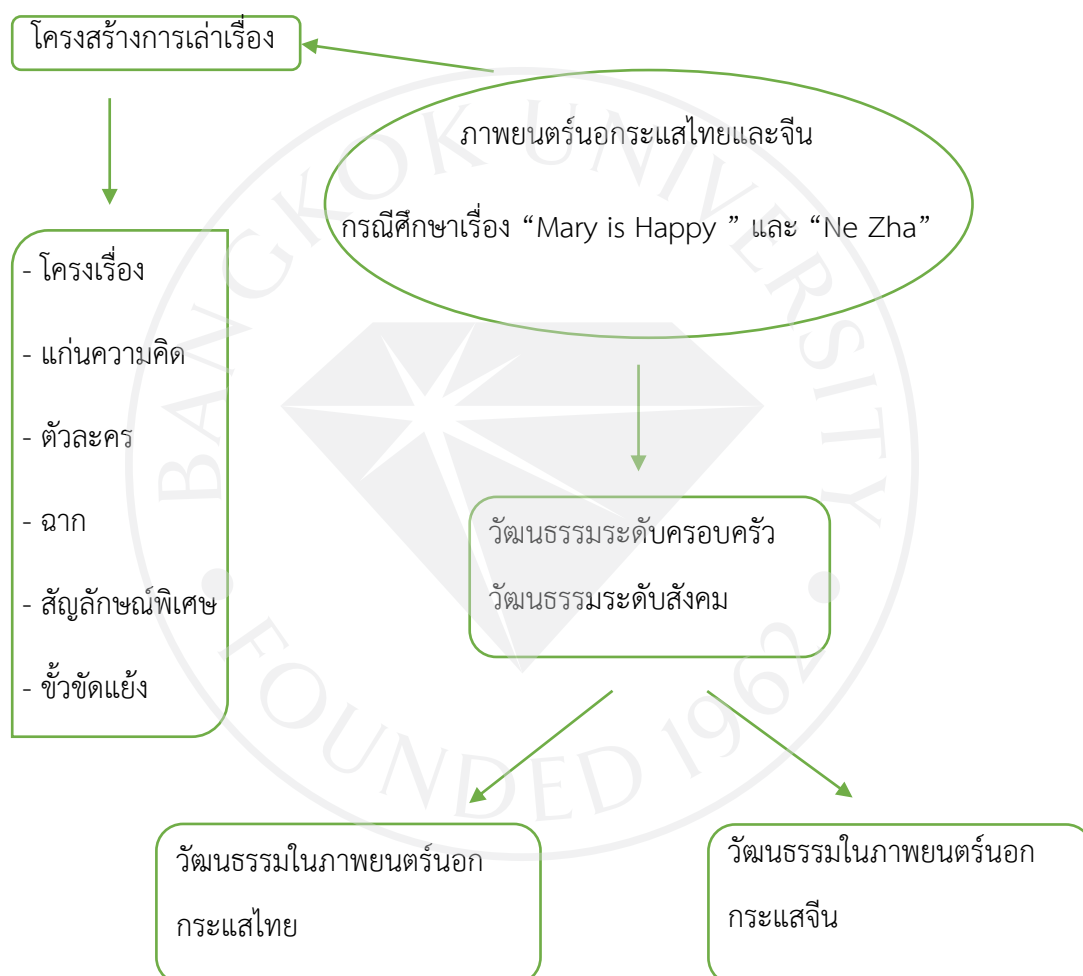 โครงสร้างการเล่าเรื่อง
ภาพยนตร์นอกระแสไทยและจีน
กรณีศึกษาเรื่อง “Mary is Happy ” และ “Ne Zha”
- โครงเรื่อง
- แก่นความคิด
- ตัวละคร
- ฉาก
- สัญลักษณ์พิเศษ
- ขั้วขัดแย้ง
วัฒนธรรมระดับครอบครัว
วัฒนธรรมระดับสังคม
วัฒนธรรมในภาพยนตร์นอก
กระแสไทย
วัฒนธรรมในภาพยนตร์นอก
กระแสจีน
BANGKOK UNIVERSITY
FOUNDED 1962